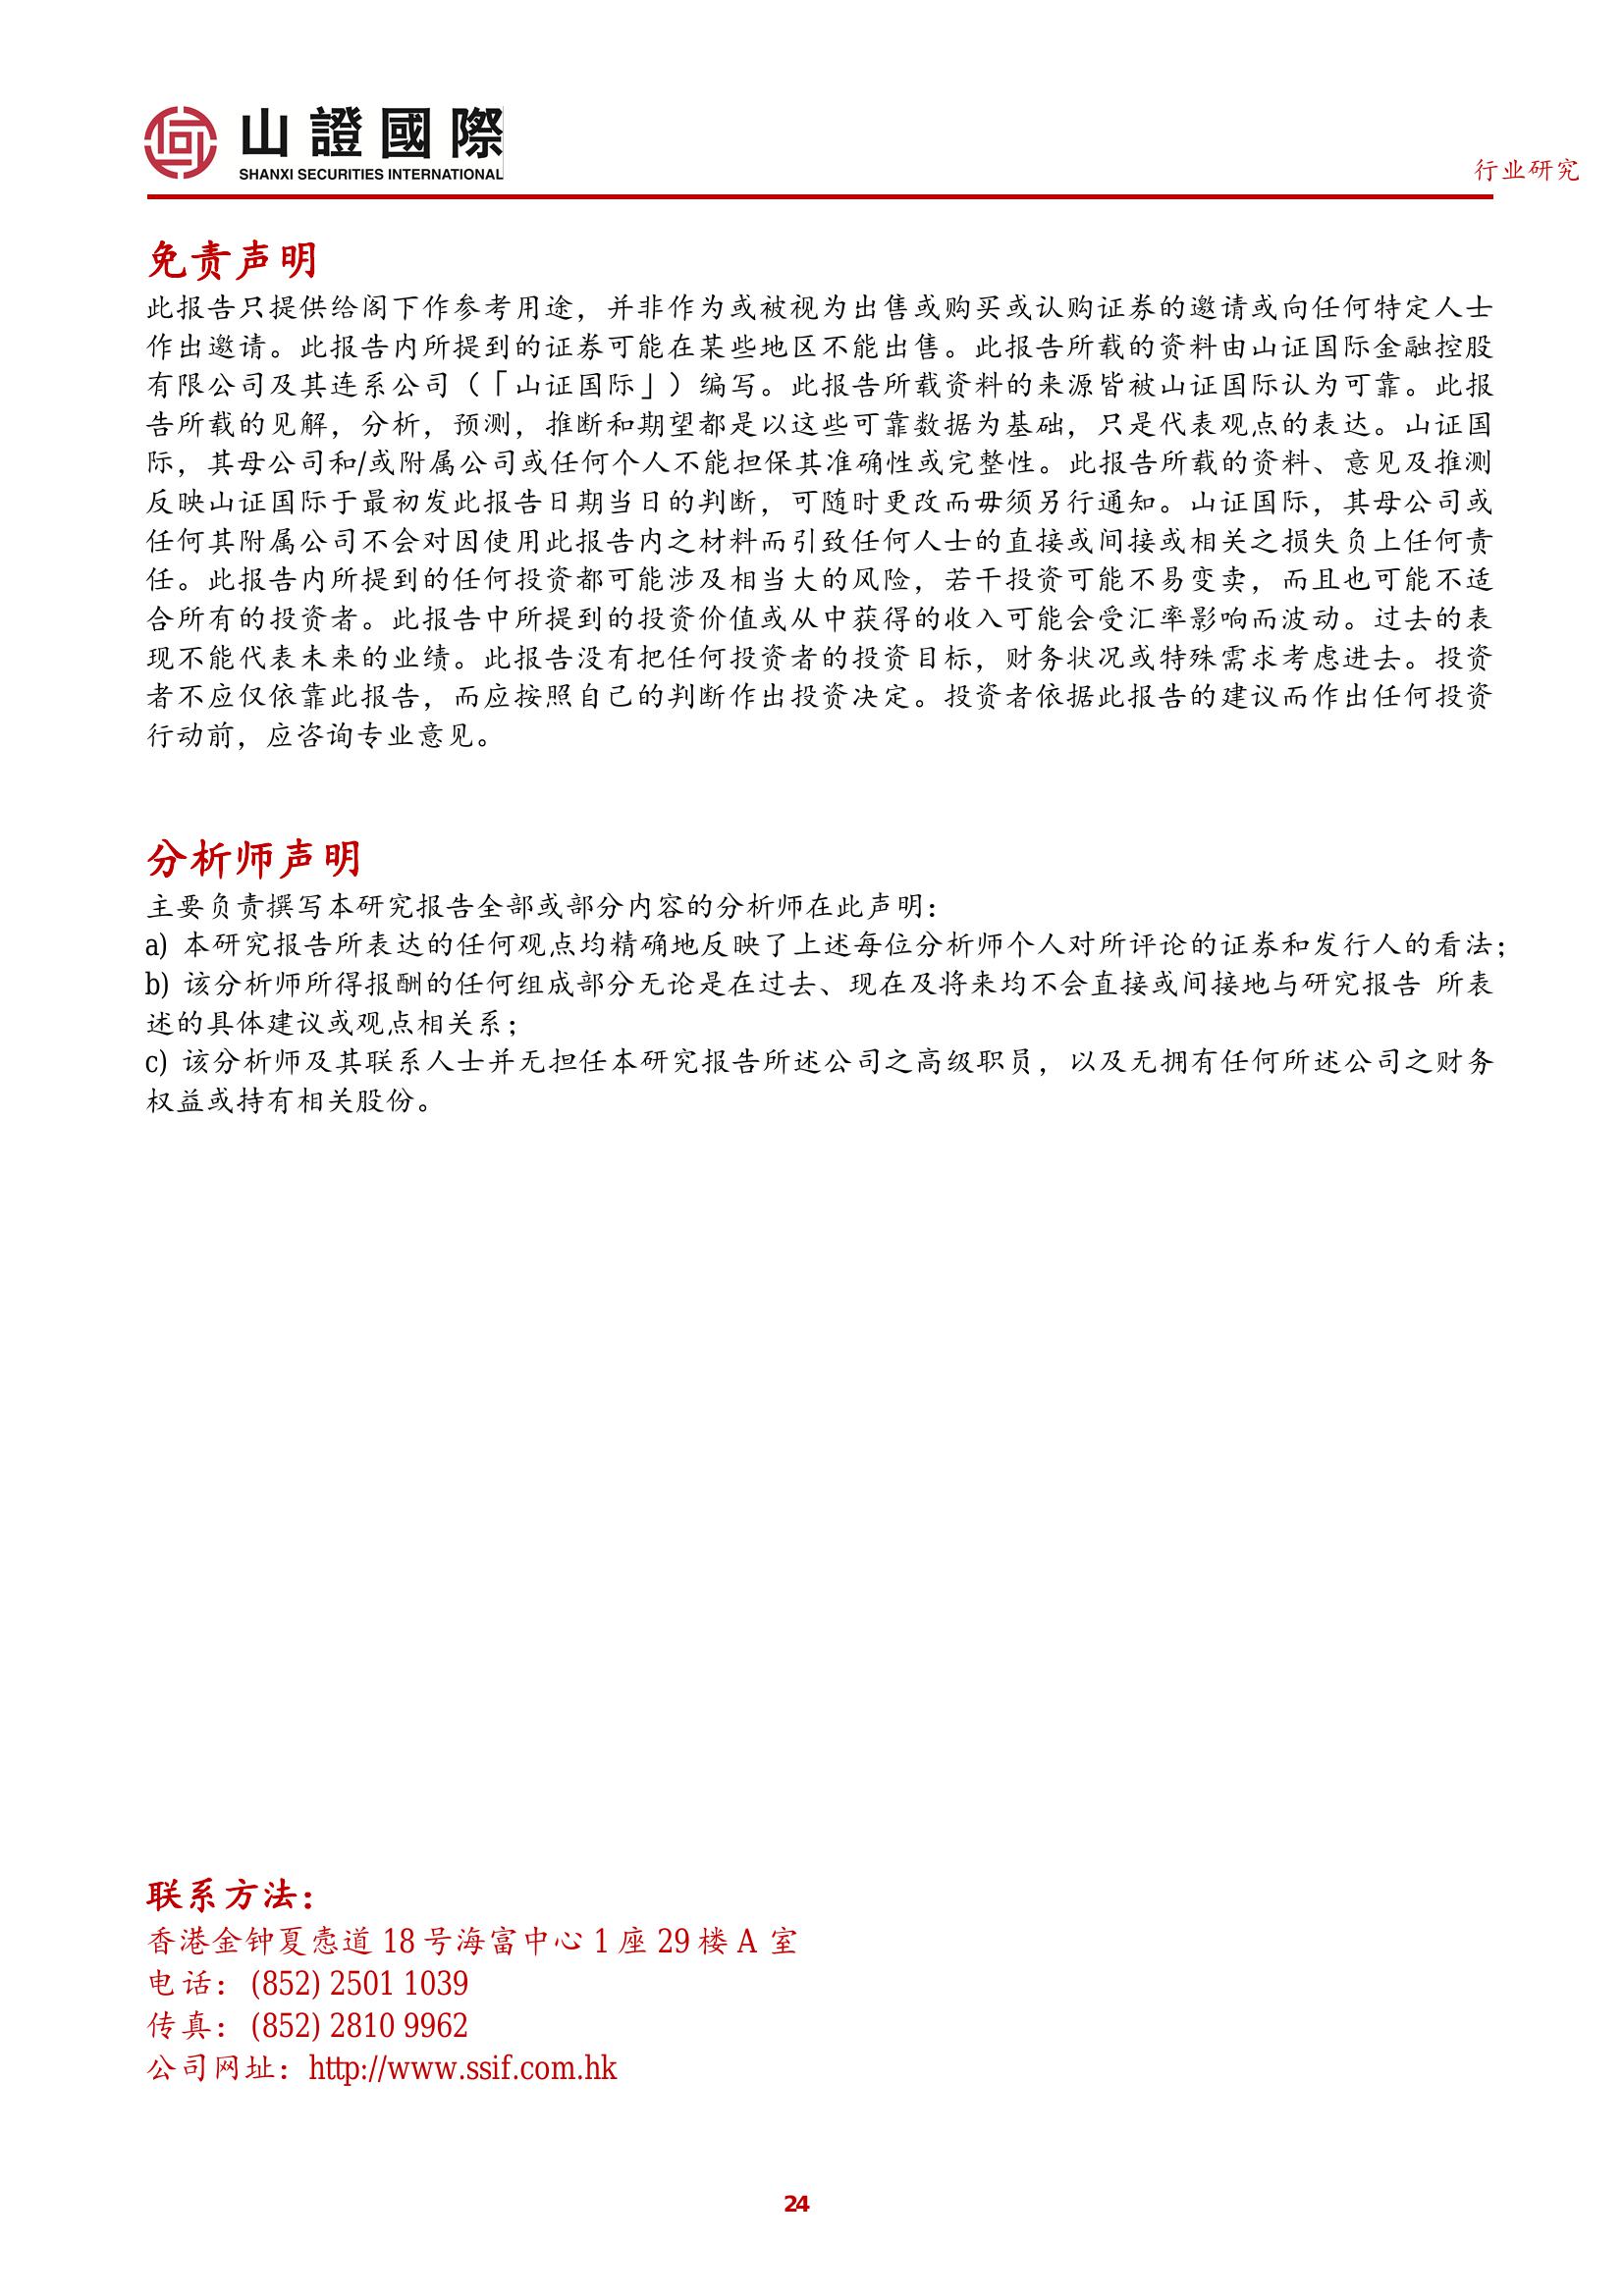 山證國際
SHANXI SECURITIES INTERNATIONAL
行业研究
免责声明
此报告只提供给阁下作参考用途，并非作为或被视为出售或购买或认购证券的邀请或向任何特定人士
作出邀请。此报告内所提到的证券可能在某些地区不能出售。此报告所载的资料由山证国际金融控股
有限公司及其连系公司（「山证国际」）编写。此报告所载资料的来源皆被山证国际认为可靠。此报
告所载的见解，分析，预测，推断和期望都是以这些可靠数据为基础，只是代表观点的表达。山证国
际，其母公司和/或附属公司或任何个人不能担保其准确性或完整性。此报告所载的资料、意见及推测
反映山证国际于最初发此报告日期当日的判断，可随时更改而毋须另行通知。山证国际，其母公司或
任何其附属公司不会对因使用此报告内之材料而引致任何人士的直接或间接或相关之损失负上任何责
任。此报告内所提到的任何投资都可能涉及相当大的风险，若干投资可能不易变卖，而且也可能不适
合所有的投资者。此报告中所提到的投资价值或从中获得的收入可能会受汇率影响而波动。过去的表
现不能代表未来的业绩。此报告没有把任何投资者的投资目标，财务状况或特殊需求考虑进去。投资
者不应仅依靠此报告，而应按照自己的判断作出投资决定。投资者依据此报告的建议而作出任何投资
行动前，应咨询专业意见。
分析师声明
主要负责撰写本研究报告全部或部分内容的分析师在此声明：
a) 本研究报告所表达的任何观点均精确地反映了上述每位分析师个人对所评论的证券和发行人的看法；
b) 该分析师所得报酬的任何组成部分无论是在过去、现在及将来均不会直接或间接地与研究报告 所表
述的具体建议或观点相关系；
c) 该分析师及其联系人士并无担任本研究报告所述公司之高级职员，以及无拥有任何所述公司之财务
权益或持有相关股份。
联系方法：
香港金钟夏悫道 18 号海富中心 1 座 29 楼 A 室
电话：(852) 2501 1039
传真：(852) 2810 9962
公司网址：http://www.ssif.com.hk
24